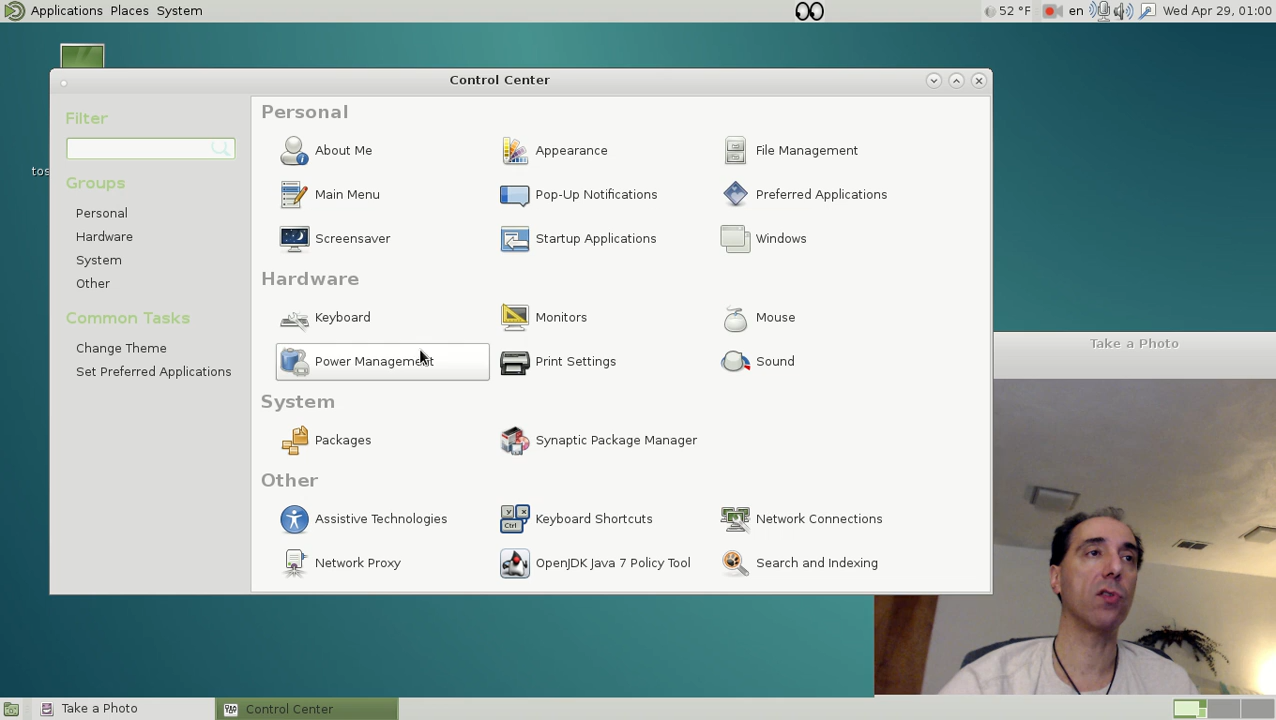 Applications Places System
52 °F en Wed Apr 29, 01:00
Control Center
Filter
Groups
Personal
Hardware
System
Other
Common Tasks
Change Theme
Set Preferred Applications
Personal
About Me Appearance File Management
Main Menu Pop-Up Notifications Preferred Applications
Screensaver Startup Applications Windows
Hardware
Keyboard Monitors Mouse
Power Management Print Settings Sound
System
Packages Synaptic Package Manager
Other
Assistive Technologies Keyboard Shortcuts Network Connections
Network Proxy OpenJDK Java 7 Policy Tool Search and Indexing
tos
Take a Photo
Take a Photo Control Center